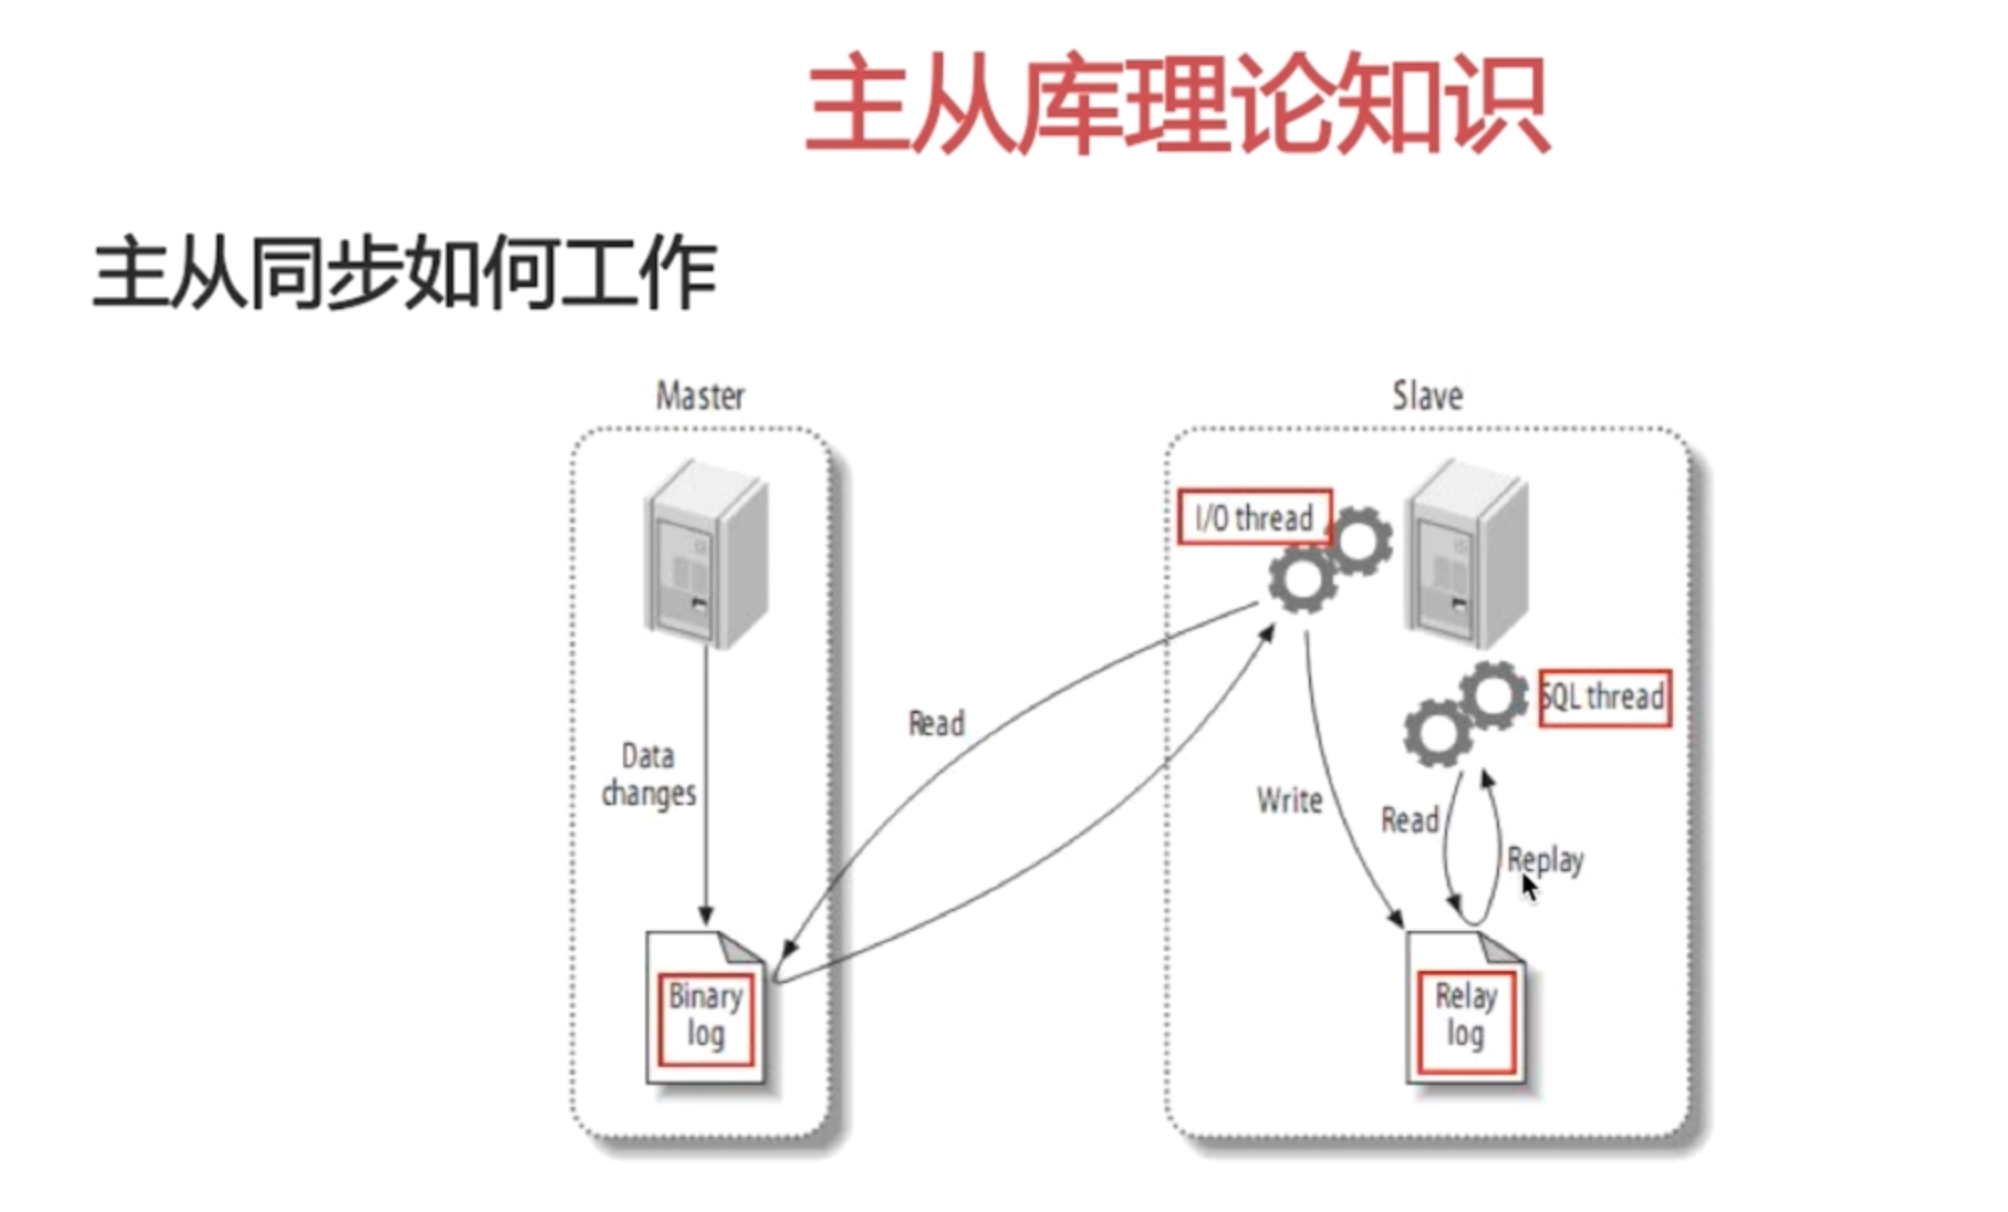 主从库理论知识
主从同步如何工作
Master
Slave
I/O thread
SQL thread
Read
Data
changes
Write
Read
Replay
Binary
log
Relay
log